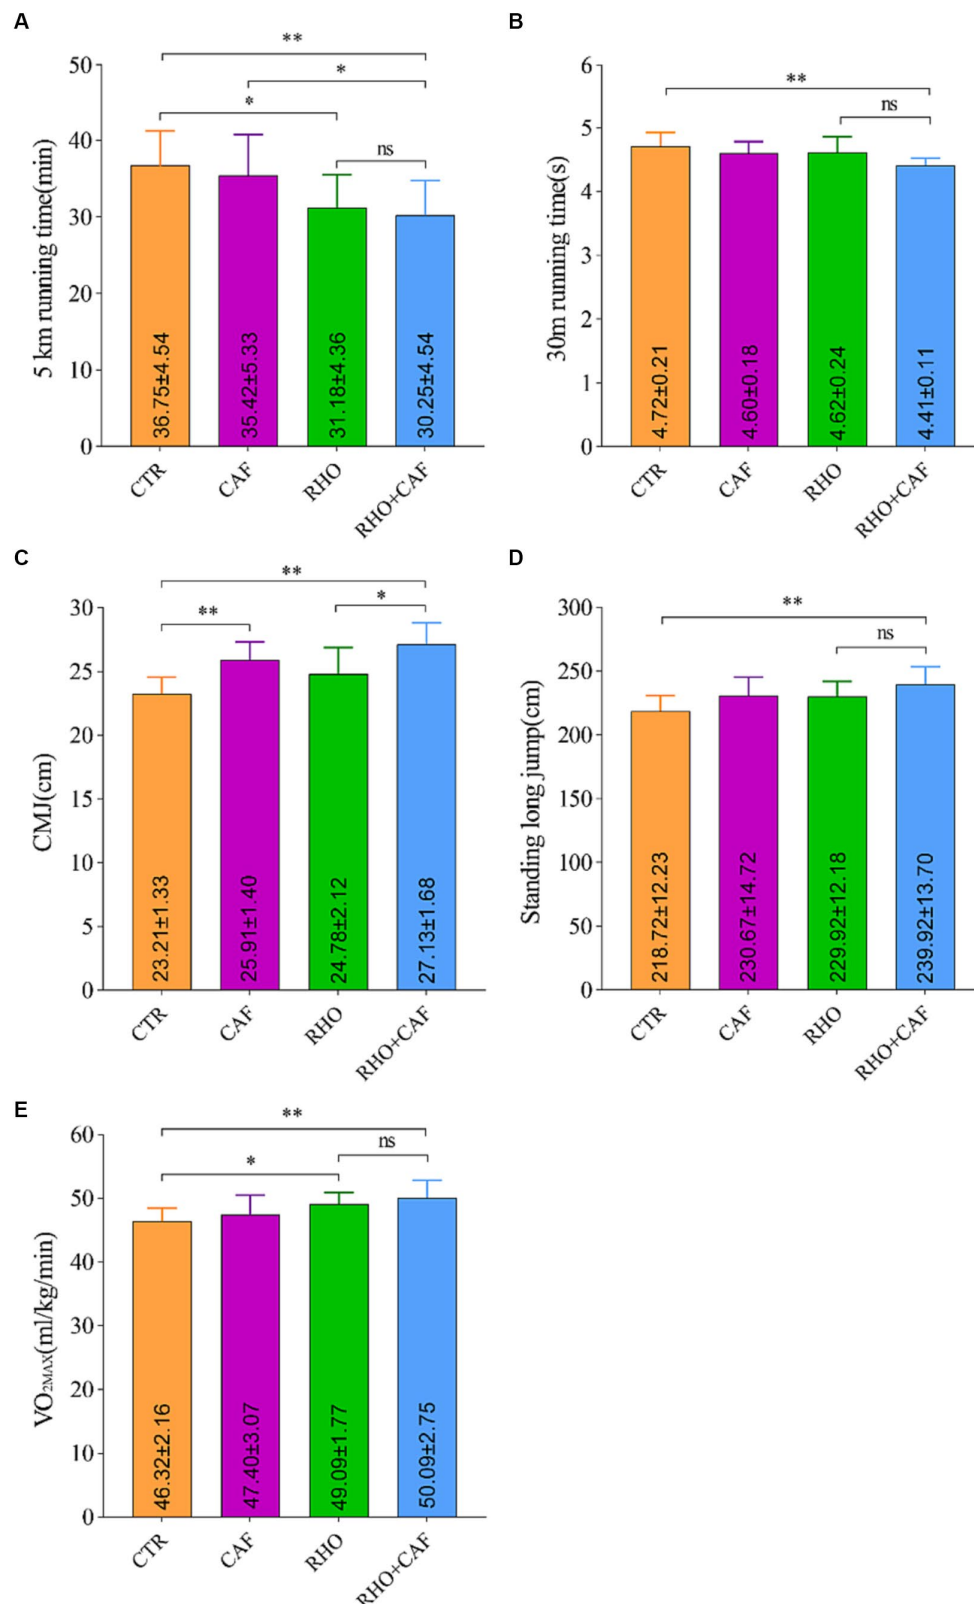 A
**
*
*
ns
50
40
30
20
10
0
5 km running time(min)
36.75±4.54
35.42±5.33
31.18±4.36
30.25±4.54
CTR
CAF
RHO
RHO+CAF
B
**
ns
6
5
4
3
2
1
0
30m running time(s)
4.72±0.21
4.60±0.18
4.62±0.24
4.41±0.11
CTR
CAF
RHO
RHO+CAF
C
**
**
*
30
25
20
15
10
5
0
CMJ(cm)
23.21±1.33
25.91±1.40
24.78±2.12
27.13±1.68
CTR
CAF
RHO
RHO+CAF
D
**
ns
300
250
200
150
100
50
0
Standing long jump(cm)
218.72±12.23
230.67±14.72
229.92±12.18
239.92±13.70
CTR
CAF
RHO
RHO+CAF
E
**
ns
*
60
50
40
30
20
10
0
VO₂MAX(ml/kg/min)
46.32±2.16
47.40±3.07
49.09±1.77
50.09±2.75
CTR
CAF
RHO
RHO+CAF